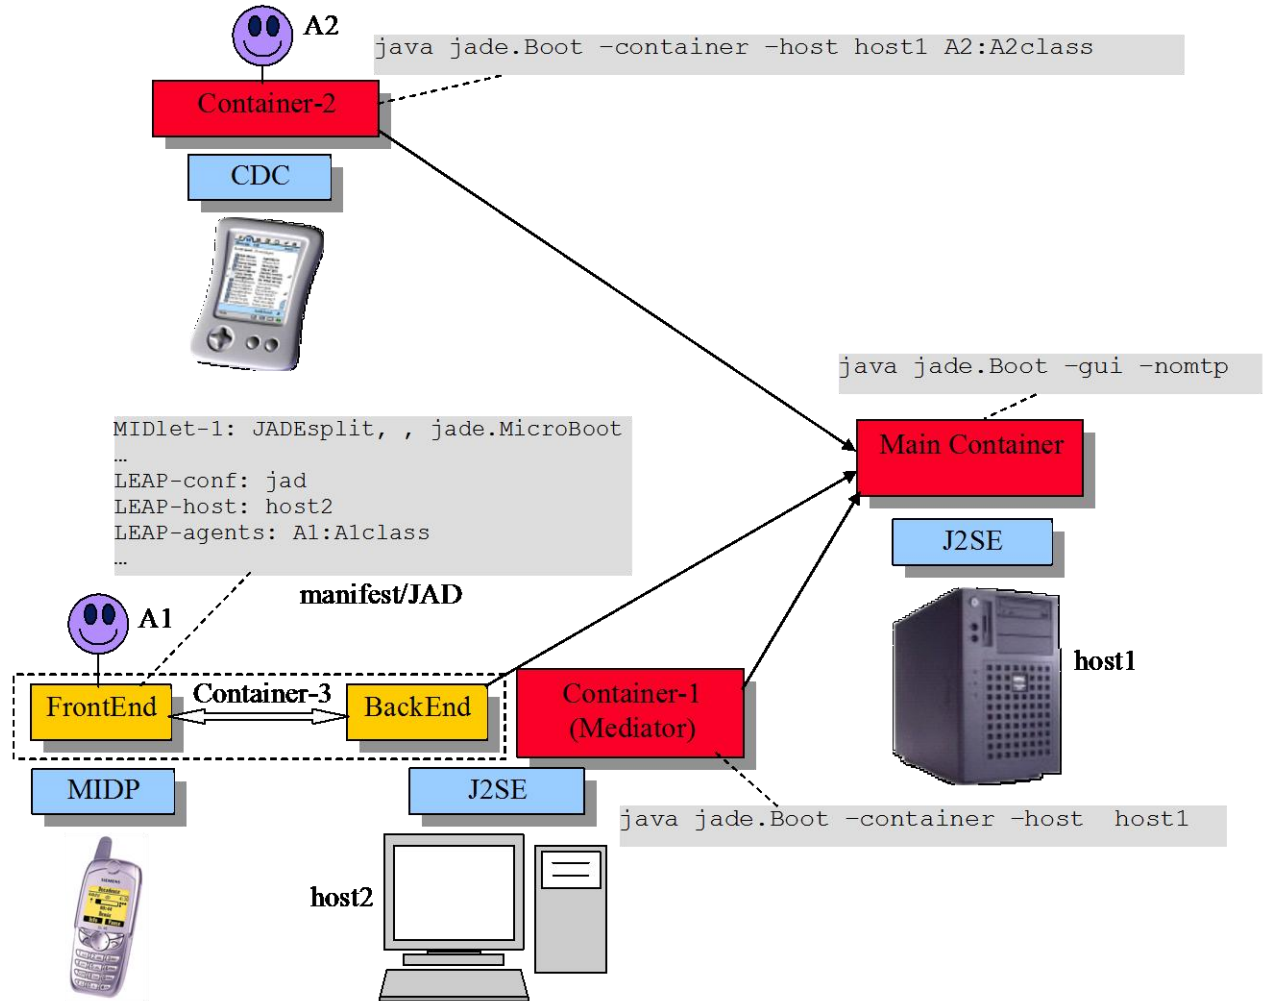 A2
java jade.Boot –container –host host1 A2:A2class
Container-2
CDC
java jade.Boot –gui –nomtp
MIDlet-1: JADEsplit, , jade.MicroBoot
…
LEAP-conf: jad
LEAP-host: host2
LEAP-agents: A1:A1class
…
Main Container
J2SE
manifest/JAD
A1
host1
FrontEnd
Container-3
BackEnd
Container-1
(Mediator)
MIDP
J2SE
java jade.Boot –container –host host1
host2